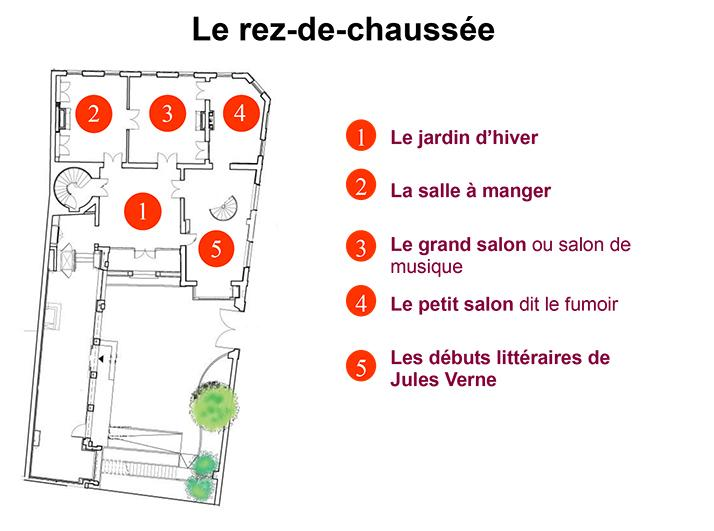 Le rez-de-chaussée
2
3
4
1
5
1 Le jardin d’hiver
2 La salle à manger
3 Le grand salon ou salon de
musique
4 Le petit salon dit le fumoir
5 Les débuts littéraires de
Jules Verne